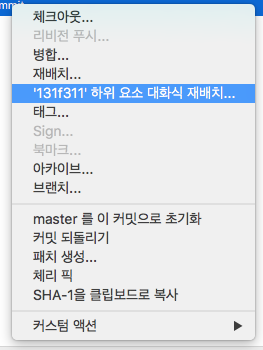 체크아웃...
리비전 푸시...
병합...
재배치...
'131f311' 하위 요소 대화식 재배치...
태그...
Sign...
북마크...
아카이브...
브랜치...
master 를 이 커밋으로 초기화
커밋 되돌리기
패치 생성...
체리 픽
SHA-1을 클립보드로 복사
커스텀 액션